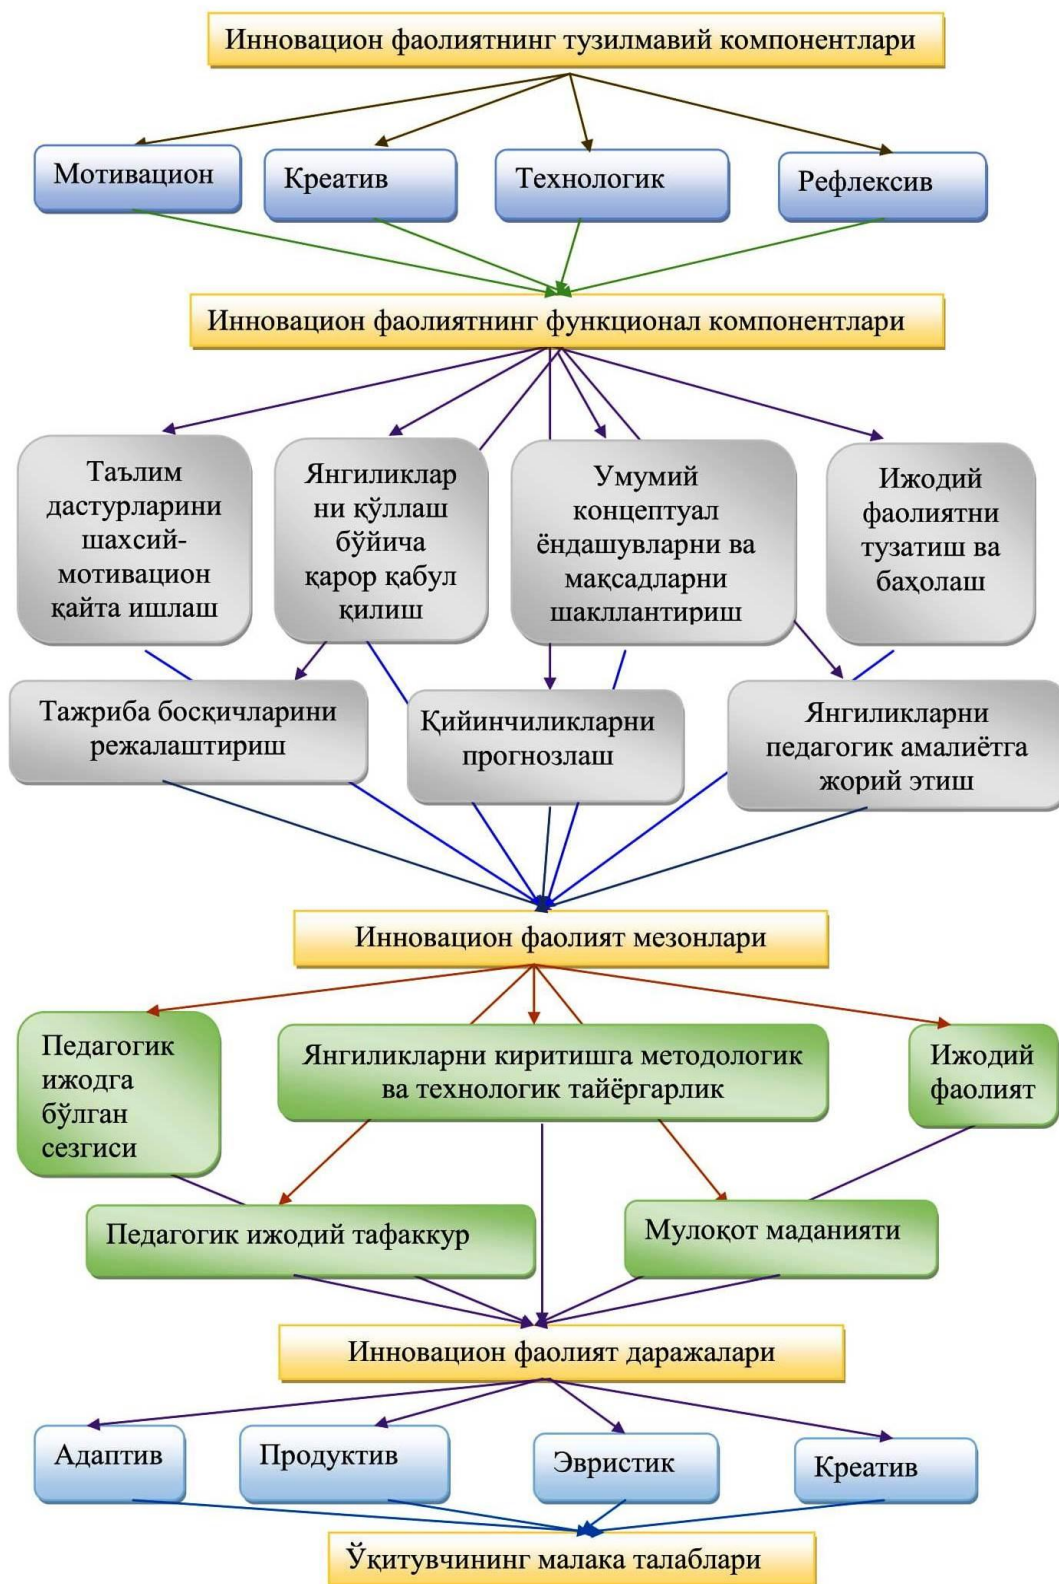 Инновацион фаолиятнинг тузилмавий компонентлари
Мотивацион
Креатив
Технологик
Рефлексив
Инновацион фаолиятнинг функционал компонентлари
Таълим
дастурларини
шахсий-
мотивацион
қайта ишлаш
Янгиликлар
ни қўллаш
бўйича
қарор қабул
қилиш
Умумий
концептуал
ёндашувларни ва
мақсадларни
шакллантириш
Ижодий
фаолиятни
тузатиш ва
баҳолаш
Тажриба босқичларини
режалаштириш
Қийинчиликларни
прогнозлаш
Янгиликларни
педагогик амалиётга
жорий этиш
Инновацион фаолият мезонлари
Педагогик
ижодга
бўлган
сезгиси
Янгиликларни киритишга методологик
ва технологик тайёргарлик
Ижодий
фаолият
Педагогик ижодий тафаккур
Мулоқот маданияти
Инновацион фаолият даражалари
Адаптив
Продуктив
Эвристик
Креатив
Ўқитувчининг малака талаблари